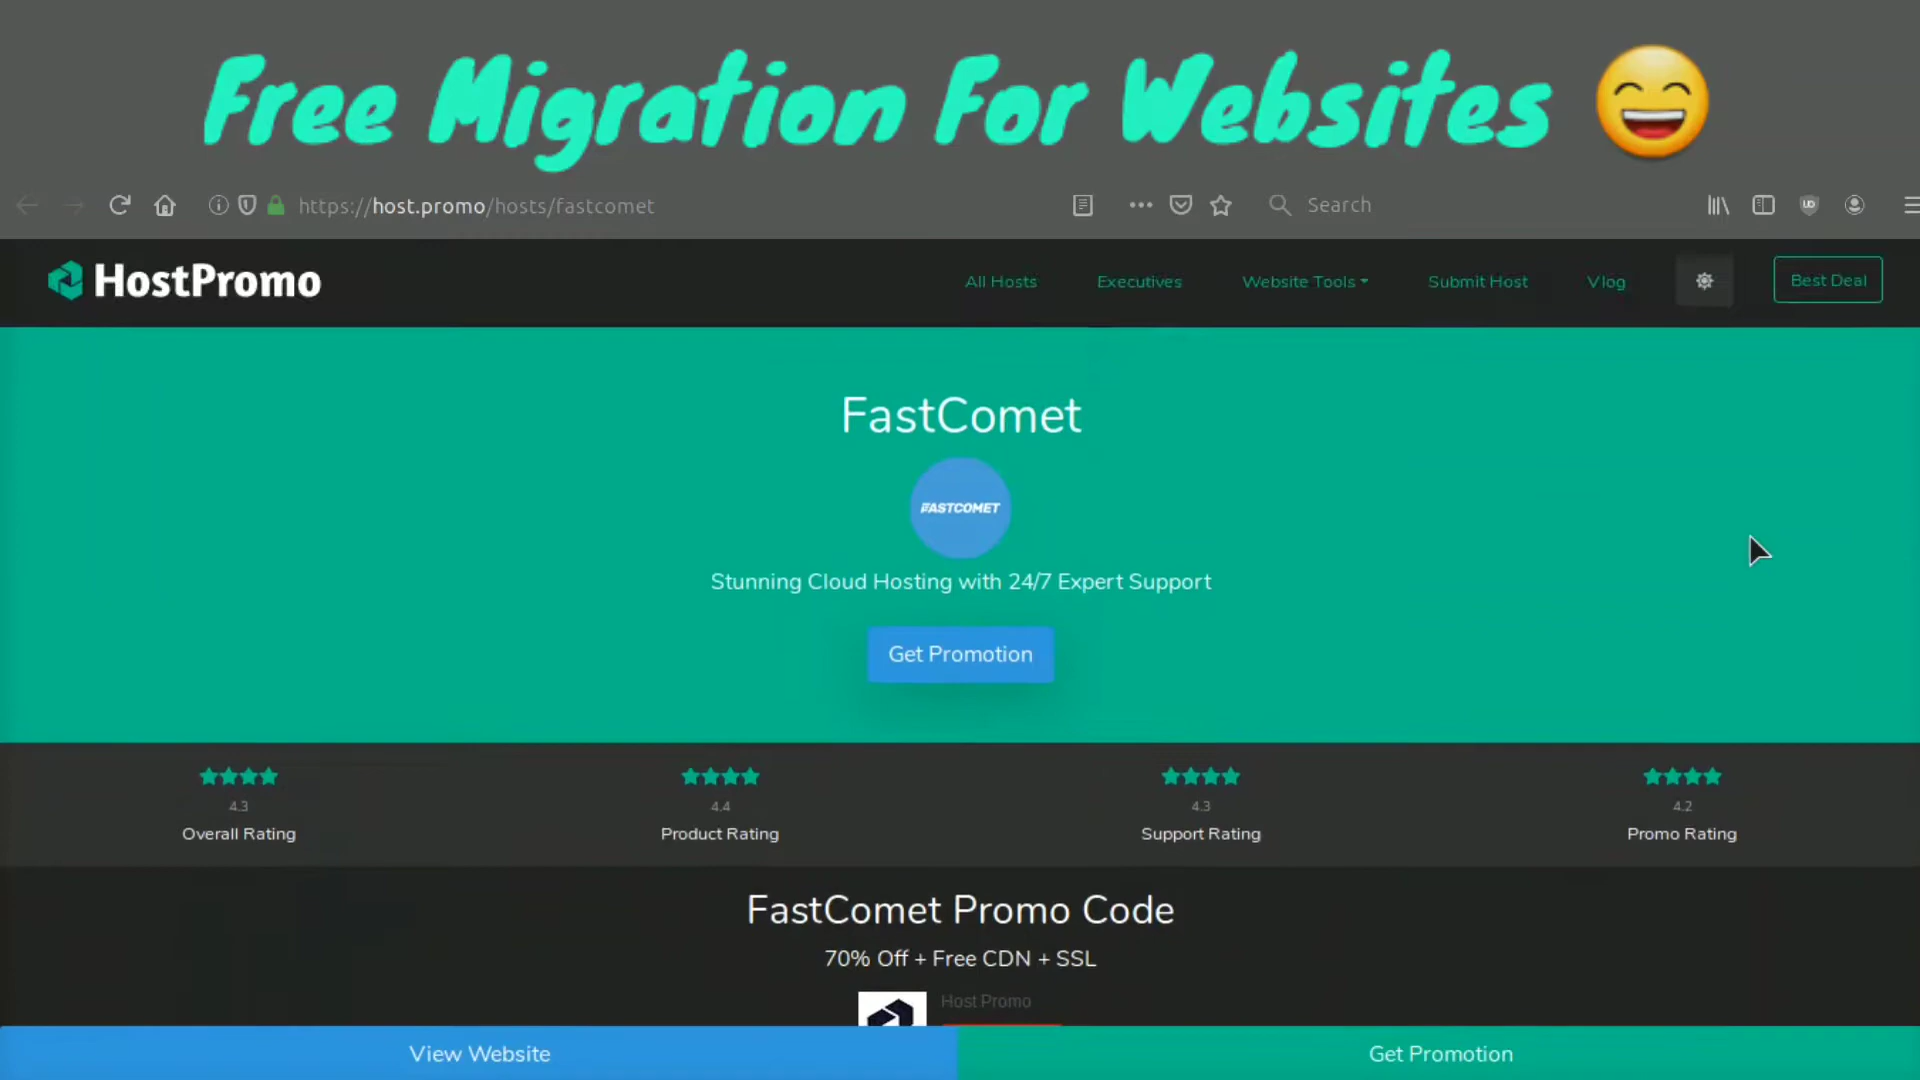 Free Migration For Websites 😄
https://host.promo/hosts/fastcomet
Search
HostPromo
All Hosts
Executives
Website Tools
Submit Host
Vlog
Best Deal
FastComet
FASTCOMET
Stunning Cloud Hosting with 24/7 Expert Support
Get Promotion
4.3
Overall Rating
4.4
Product Rating
4.3
Support Rating
4.2
Promo Rating
FastComet Promo Code
70% Off + Free CDN + SSL
Host Promo
View Website
Get Promotion